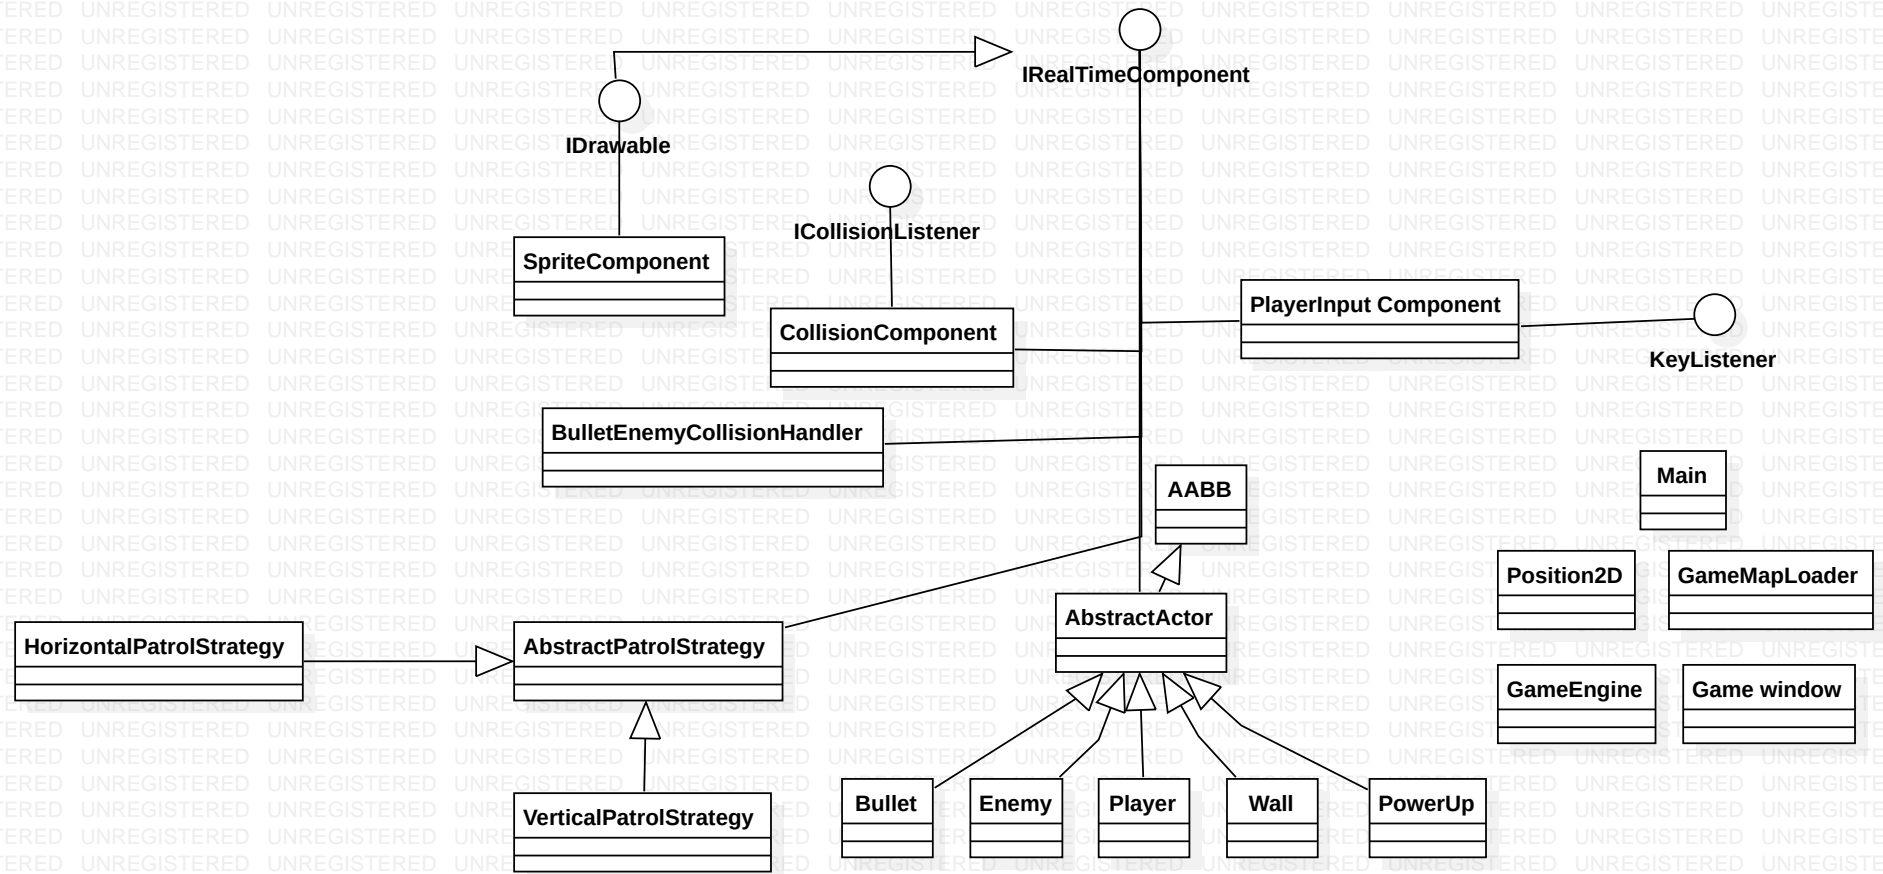 IRealTimeComponent
IDrawable
ICollisionListener
SpriteComponent
PlayerInput Component
CollisionComponent
KeyListener
BulletEnemyCollisionHandler
Main
AABB
Position2D
GameMapLoader
AbstractActor
HorizontalPatrolStrategy
AbstractPatrolStrategy
GameEngine
Game window
Bullet
Enemy
Player
Wall
PowerUp
VerticalPatrolStrategy
UNREGISTERED